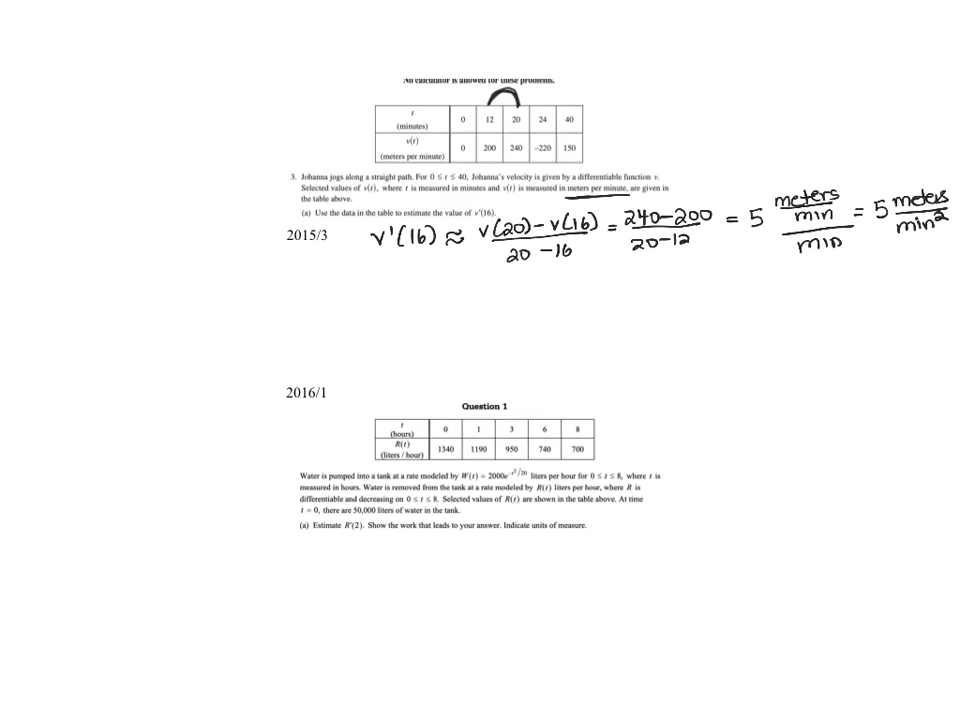 No calculator is allowed for these problems.
t (minutes) 0 12 20 24 40
v(t) (meters per minute) 0 200 240 −220 150
3. Johanna jogs along a straight path. For 0 ≤ t ≤ 40, Johanna's velocity is given by a differentiable function v.
Selected values of v(t), where t is measured in minutes and v(t) is measured in meters per minute, are given in
the table above.
(a) Use the data in the table to estimate the value of v'(16).
2015/3
v'(16) ≈ v(20)−v(16)/20−16 = 240−200/20−12 = 5 meters/min/min = 5 meters/min²
2016/1
Question 1
t (hours) 0 1 3 6 8
R(t) (liters / hour) 1340 1190 950 740 700
Water is pumped into a tank at a rate modeled by W(t) = 2000e^(−t²/20) liters per hour for 0 ≤ t ≤ 8, where t is
measured in hours. Water is removed from the tank at a rate modeled by R(t) liters per hour, where R is
differentiable and decreasing on 0 ≤ t ≤ 8. Selected values of R(t) are shown in the table above. At time
t = 0, there are 50,000 liters of water in the tank.
(a) Estimate R'(2). Show the work that leads to your answer. Indicate units of measure.